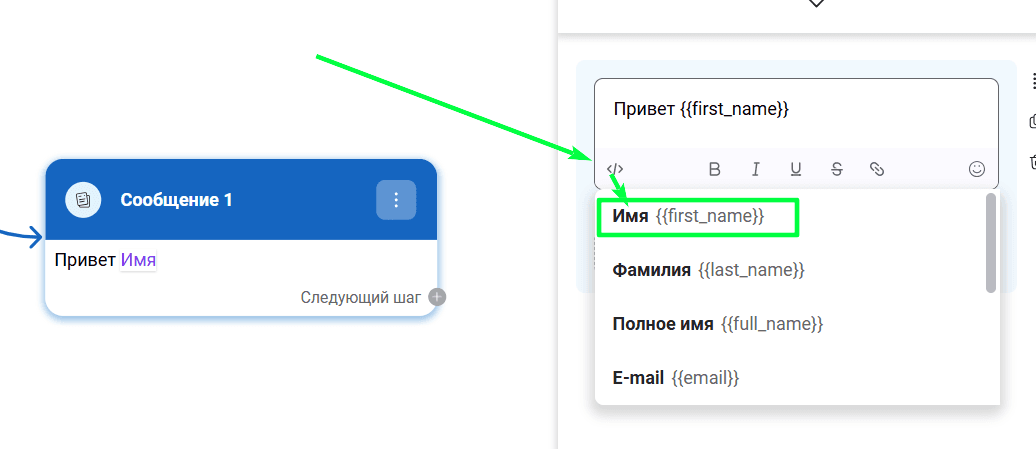 Сообщение 1
Привет Имя
Следующий шаг
Привет {{first_name}}
B I U S
Имя {{first_name}}
Фамилия {{last_name}}
Полное имя {{full_name}}
E-mail {{email}}